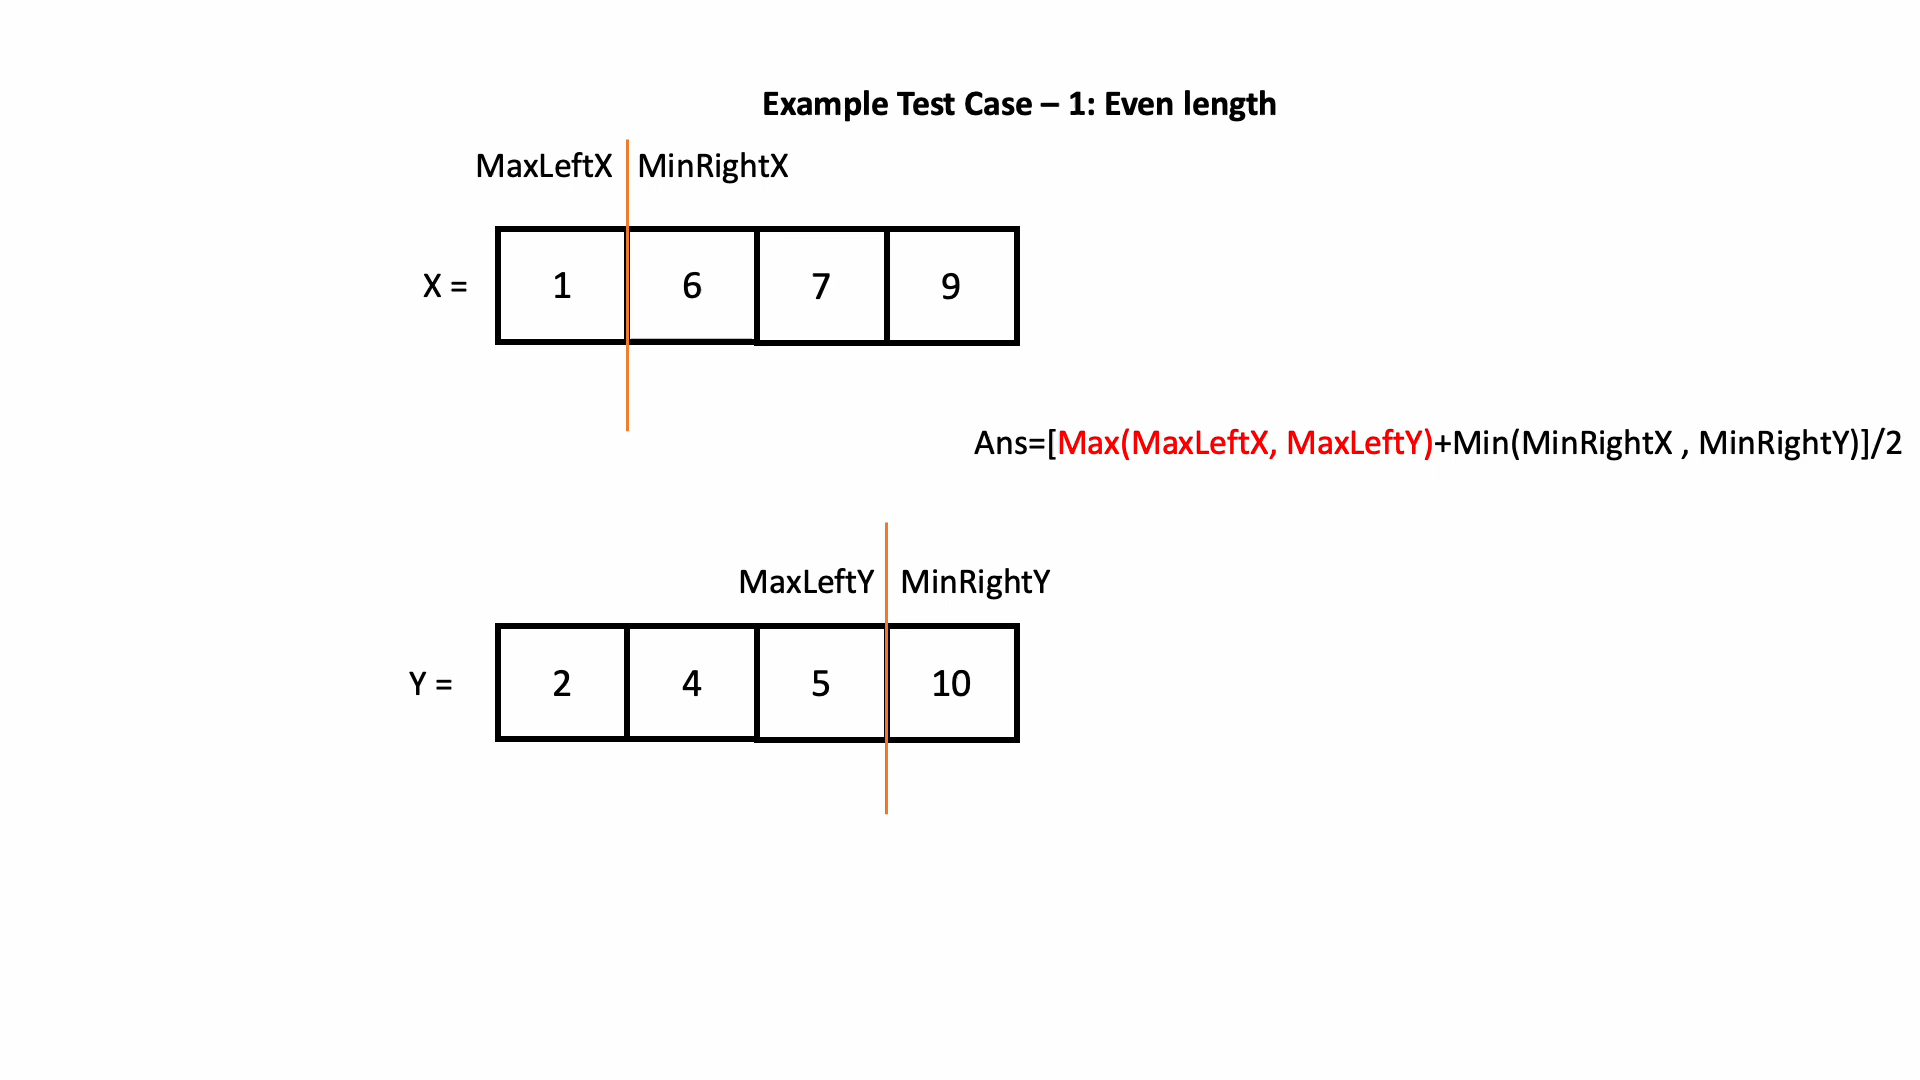 Example Test Case – 1: Even length
MaxLeftX MinRightX
X = 1 6 7 9
Ans=[Max(MaxLeftX, MaxLeftY)+Min(MinRightX , MinRightY)]/2
MaxLeftY MinRightY
Y = 2 4 5 10